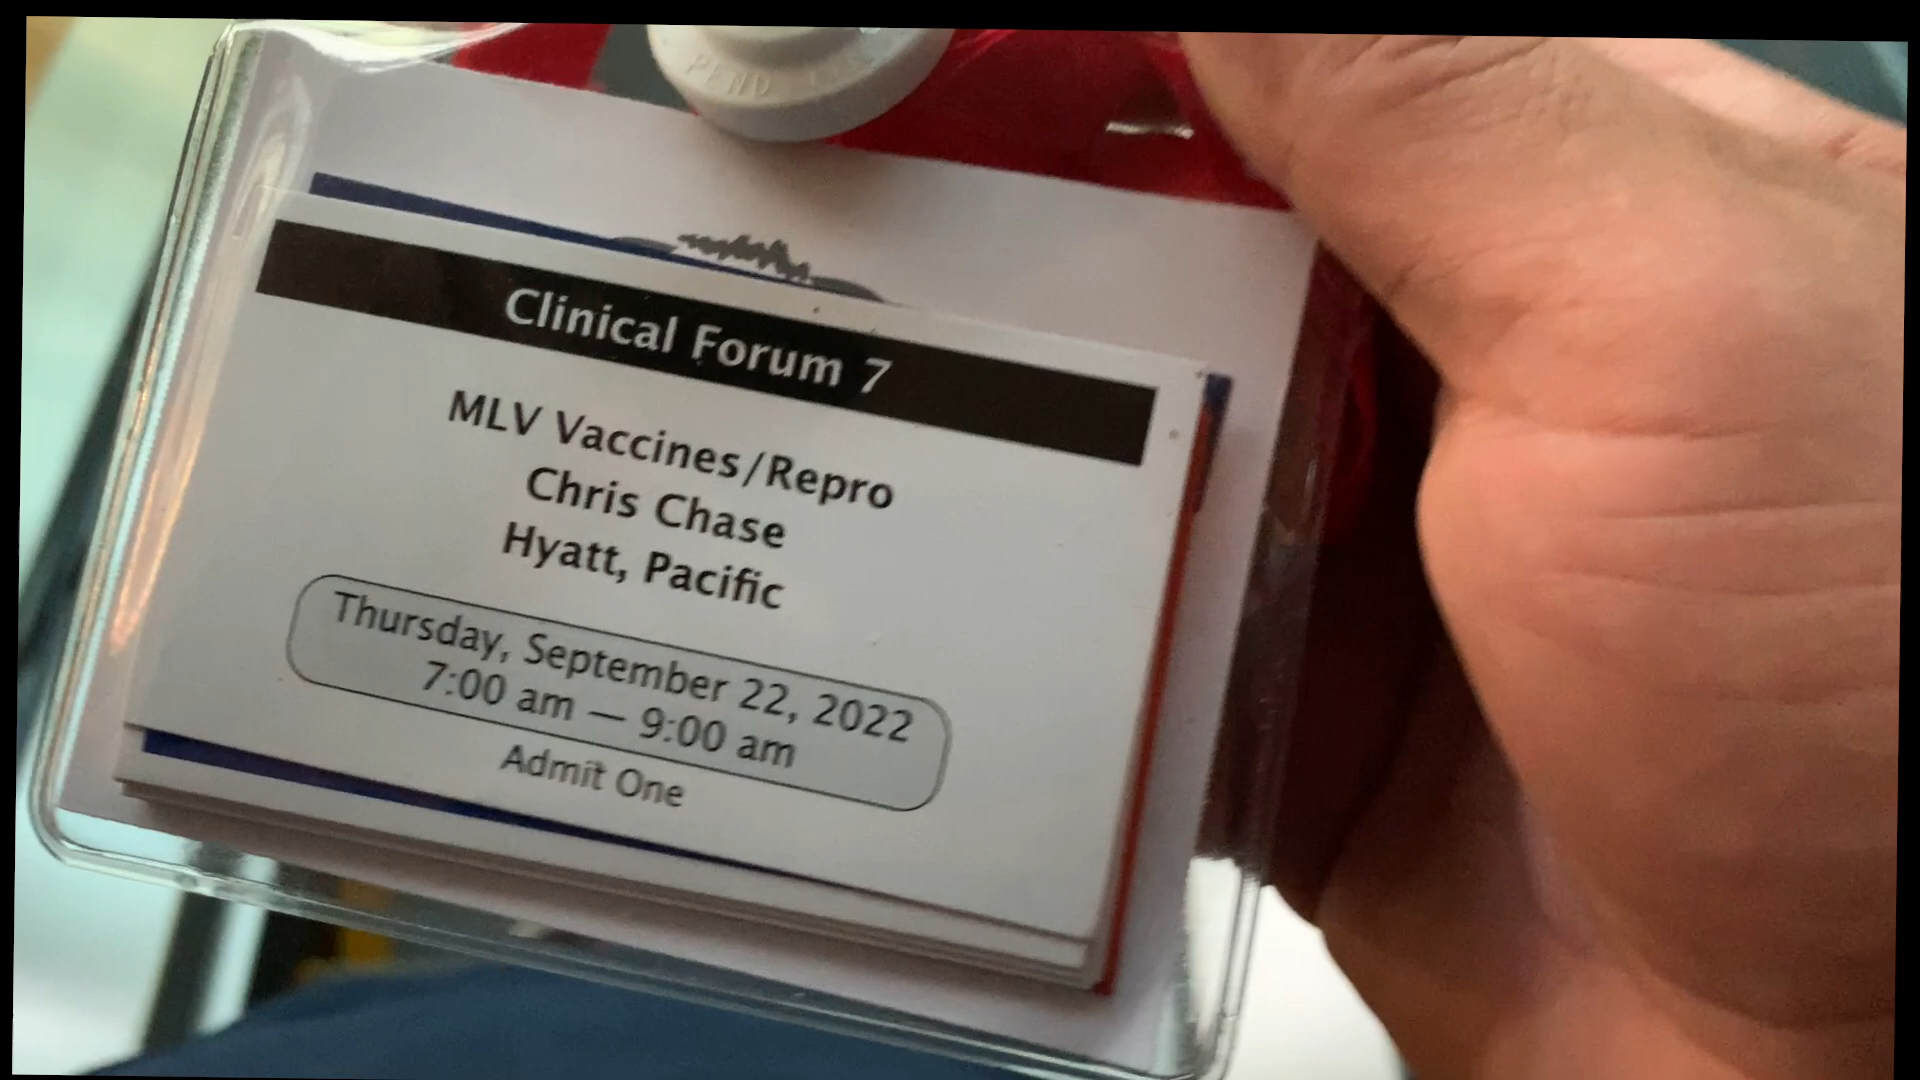 Clinical Forum 7
MLV Vaccines/Repro
Chris Chase
Hyatt, Pacific
Thursday, September 22, 2022
7:00 am — 9:00 am
Admit One